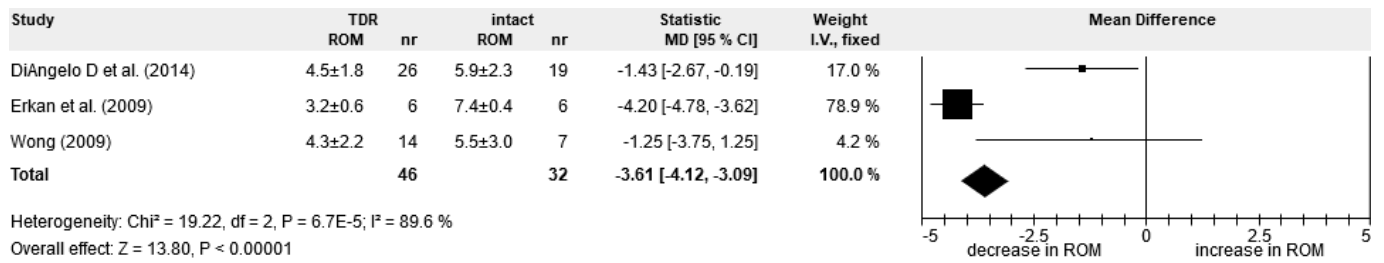 Study TDR intact Statistic Weight Mean Difference
ROM nr ROM nr MD [95 % CI] I.V., fixed
DiAngelo D et al. (2014) 4.5±1.8 26 5.9±2.3 19 -1.43 [-2.67, -0.19] 17.0 %
Erkan et al. (2009) 3.2±0.6 6 7.4±0.4 6 -4.20 [-4.78, -3.62] 78.9 %
Wong (2009) 4.3±2.2 14 5.5±3.0 7 -1.25 [-3.75, 1.25] 4.2 %
Total 46 32 -3.61 [-4.12, -3.09] 100.0 %
Heterogeneity: Chi² = 19.22, df = 2, P = 6.7E-5; I² = 89.6 %
Overall effect: Z = 13.80, P < 0.00001
-5 -2.5 0 2.5 5
decrease in ROM increase in ROM